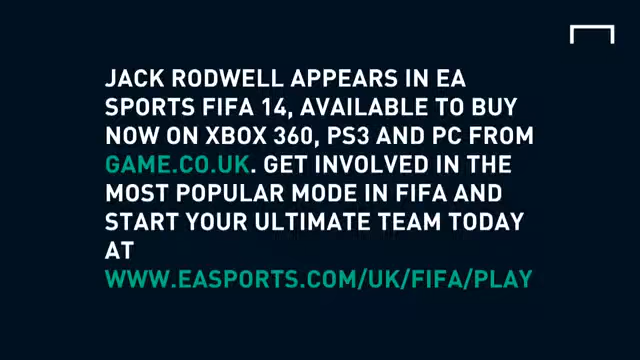 JACK RODWELL APPEARS IN EA
SPORTS FIFA 14, AVAILABLE TO BUY
NOW ON XBOX 360, PS3 AND PC FROM
GAME.CO.UK. GET INVOLVED IN THE
MOST POPULAR MODE IN FIFA AND
START YOUR ULTIMATE TEAM TODAY
AT
WWW.EASPORTS.COM/UK/FIFA/PLAY